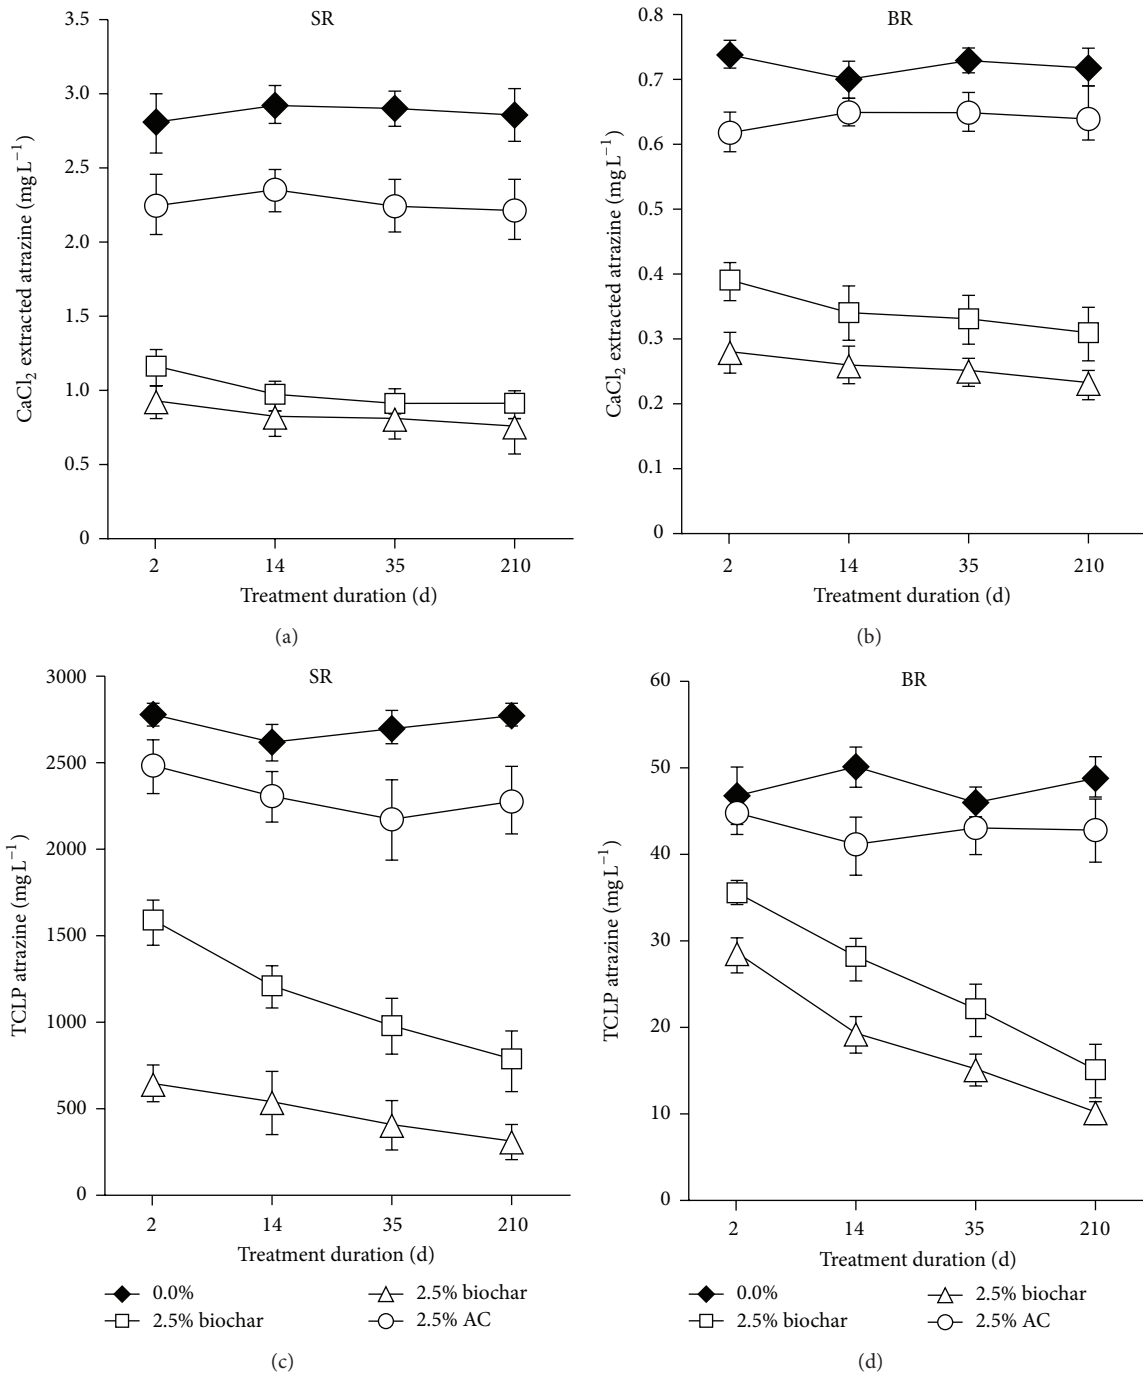 SR
CaCl₂ extracted atrazine (mg L⁻¹)
3.5
3.0
2.5
2.0
1.5
1.0
0.5
0
2 14 35 210
Treatment duration (d)
(a)
BR
CaCl₂ extracted atrazine (mg L⁻¹)
0.8
0.7
0.6
0.5
0.4
0.3
0.2
0.1
0
2 14 35 210
Treatment duration (d)
(b)
SR
TCLP atrazine (mg L⁻¹)
3000
2500
2000
1500
1000
500
0
2 14 35 210
Treatment duration (d)
0.0%
2.5% biochar
2.5% biochar
2.5% AC
(c)
BR
TCLP atrazine (mg L⁻¹)
60
50
40
30
20
10
0
2 14 35 210
Treatment duration (d)
0.0%
2.5% biochar
2.5% biochar
2.5% AC
(d)